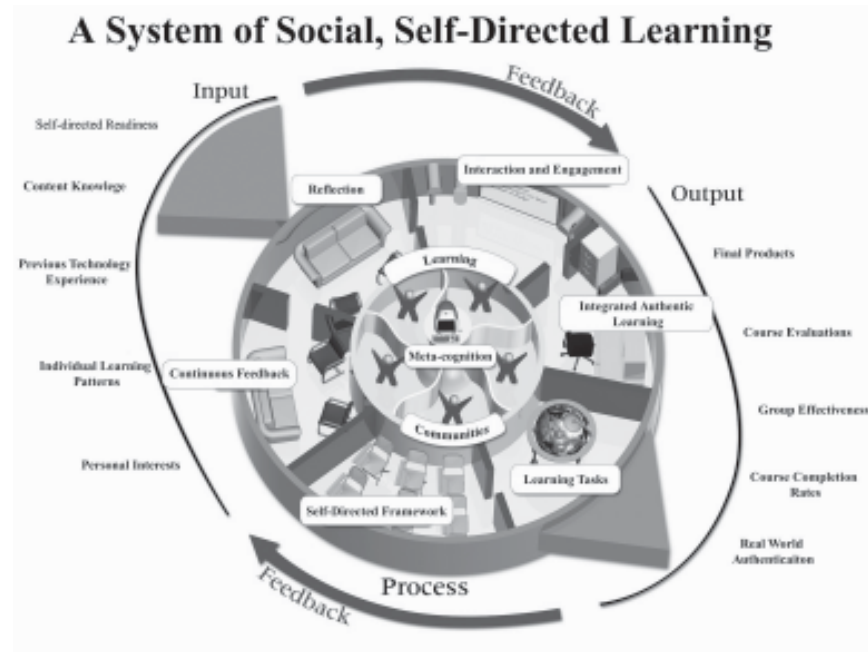 A System of Social, Self-Directed Learning
Input
Feedback
Self-directed Readiness
Content Knowlege
Previous Technology
Experience
Individual Learning
Patterns
Personal Interests
Reflection
Interaction and Engagement
Learning
Integrated Authentic
Learning
Meta-cognition
Continuous Feedback
Communities
Learning Tasks
Self-Directed Framework
Output
Final Products
Course Evaluations
Group Effectiveness
Course Completion
Rates
Real World
Authenticaiton
Process
Feedback